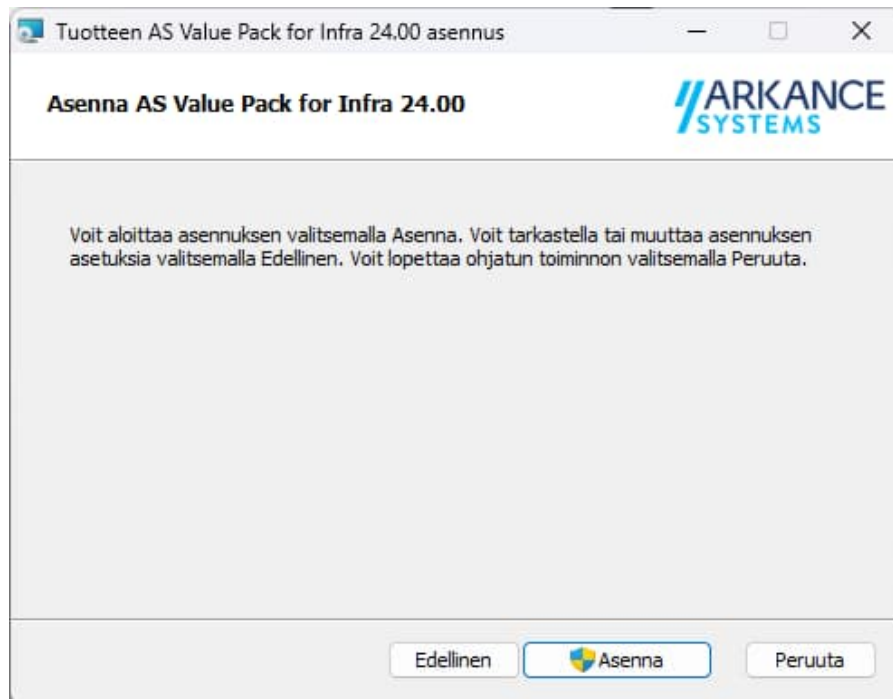 Tuotteen AS Value Pack for Infra 24.00 asennus
Asenna AS Value Pack for Infra 24.00
ARKANCE
SYSTEMS
Voit aloittaa asennuksen valitsemalla Asenna. Voit tarkastella tai muuttaa asennuksen
asetuksia valitsemalla Edellinen. Voit lopettaa ohjatun toiminnon valitsemalla Peruuta.
Edellinen
Asenna
Peruuta